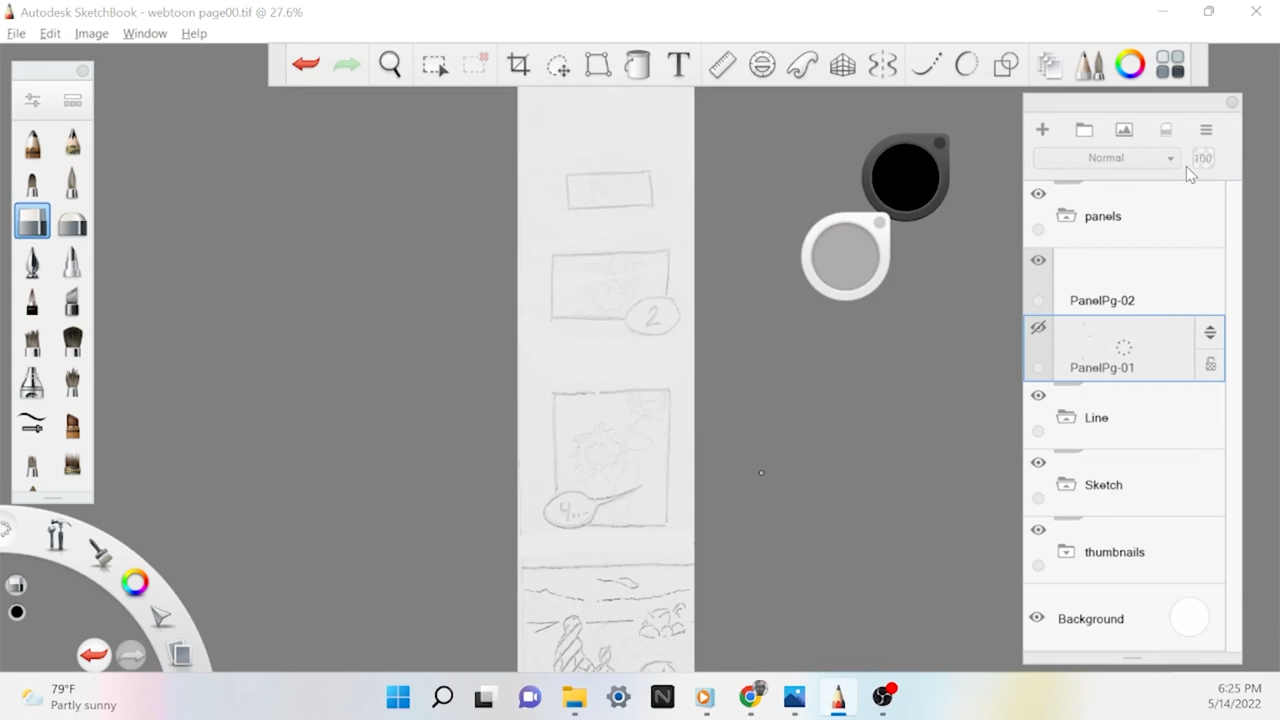 Autodesk SketchBook - webtoon page00.tif @ 27.6%
File Edit Image Window Help
T
Normal 100
panels
PanelPg-02
PanelPg-01
Line
Sketch
thumbnails
Background
2
4...
79°F
Partly sunny
N
6:25 PM
5/14/2022